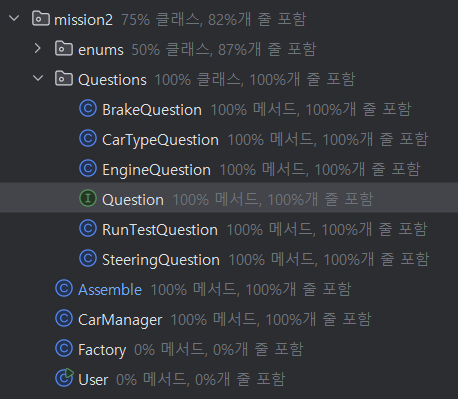 mission2 75% 클래스, 82%개 줄 포함
enums 50% 클래스, 87%개 줄 포함
Questions 100% 클래스, 100%개 줄 포함
BrakeQuestion 100% 메서드, 100%개 줄 포함
CarTypeQuestion 100% 메서드, 100%개 줄 포함
EngineQuestion 100% 메서드, 100%개 줄 포함
Question 100% 메서드, 100%개 줄 포함
RunTestQuestion 100% 메서드, 100%개 줄 포함
SteeringQuestion 100% 메서드, 100%개 줄 포함
Assemble 100% 메서드, 100%개 줄 포함
CarManager 100% 메서드, 100%개 줄 포함
Factory 0% 메서드, 0%개 줄 포함
User 0% 메서드, 0%개 줄 포함